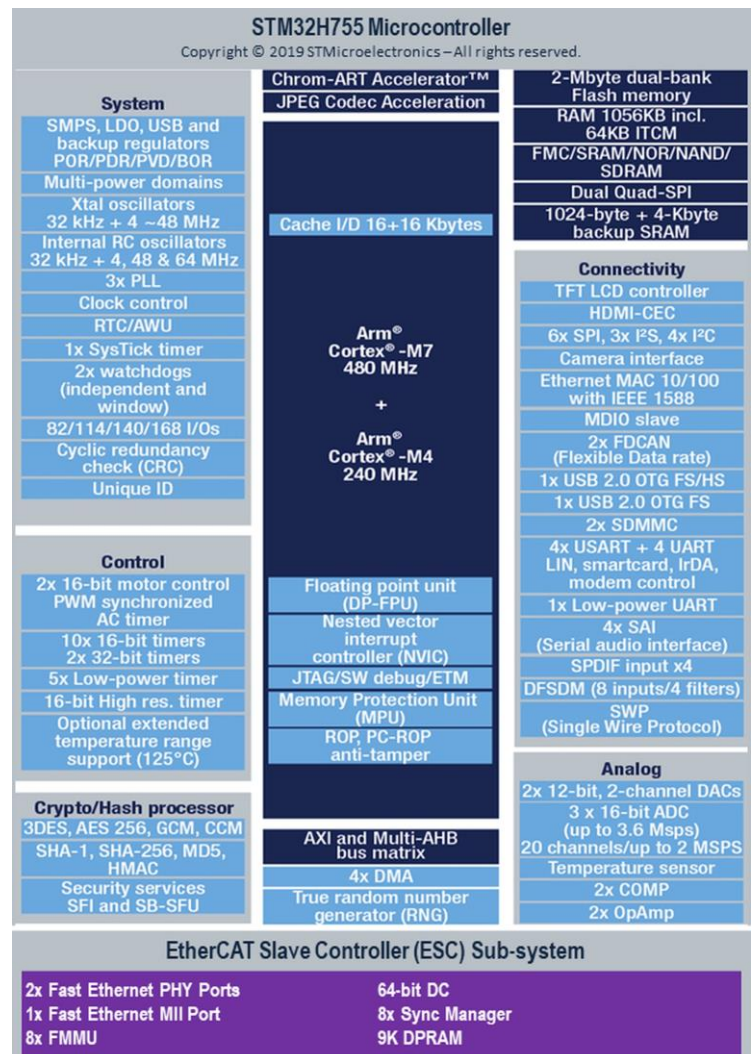 STM32H755 Microcontroller
Copyright © 2019 STMicroelectronics – All rights reserved.
System
SMPS, LDO, USB and
backup regulators
POR/PDR/PVD/BOR
Multi-power domains
Xtal oscillators
32 kHz + 4 ~48 MHz
Internal RC oscillators
32 kHz + 4, 48 & 64 MHz
3x PLL
Clock control
RTC/AWU
1x SysTick timer
2x watchdogs
(independent and
window)
82/114/140/168 I/Os
Cyclic redundancy
check (CRC)
Unique ID
Control
2x 16-bit motor control
PWM synchronized
AC timer
10x 16-bit timers
2x 32-bit timers
5x Low-power timer
16-bit High res. timer
Optional extended
temperature range
support (125°C)
Crypto/Hash processor
3DES, AES 256, GCM, CCM
SHA-1, SHA-256, MD5,
HMAC
Security services
SFI and SB-SFU
Chrom-ART Accelerator™
JPEG Codec Acceleration
Cache I/D 16+16 Kbytes
Arm®
Cortex® -M7
480 MHz
+
Arm®
Cortex® -M4
240 MHz
Floating point unit
(DP-FPU)
Nested vector
interrupt
controller (NVIC)
JTAG/SW debug/ETM
Memory Protection Unit
(MPU)
ROP, PC-ROP
anti-tamper
AXI and Multi-AHB
bus matrix
4x DMA
True random number
generator (RNG)
2-Mbyte dual-bank
Flash memory
RAM 1056KB incl.
64KB ITCM
FMC/SRAM/NOR/NAND/
SDRAM
Dual Quad-SPI
1024-byte + 4-Kbyte
backup SRAM
Connectivity
TFT LCD controller
HDMI-CEC
6x SPI, 3x I²S, 4x I²C
Camera interface
Ethernet MAC 10/100
with IEEE 1588
MDIO slave
2x FDCAN
(Flexible Data rate)
1x USB 2.0 OTG FS/HS
1x USB 2.0 OTG FS
2x SDMMC
4x USART + 4 UART
LIN, smartcard, IrDA,
modem control
1x Low-power UART
4x SAI
(Serial audio interface)
SPDIF input x4
DFSDM (8 inputs/4 filters)
SWP
(Single Wire Protocol)
Analog
2x 12-bit, 2-channel DACs
3 x 16-bit ADC
(up to 3.6 Msps)
20 channels/up to 2 MSPS
Temperature sensor
2x COMP
2x OpAmp
EtherCAT Slave Controller (ESC) Sub-system
2x Fast Ethernet PHY Ports
1x Fast Ethernet MII Port
8x FMMU
64-bit DC
8x Sync Manager
9K DPRAM